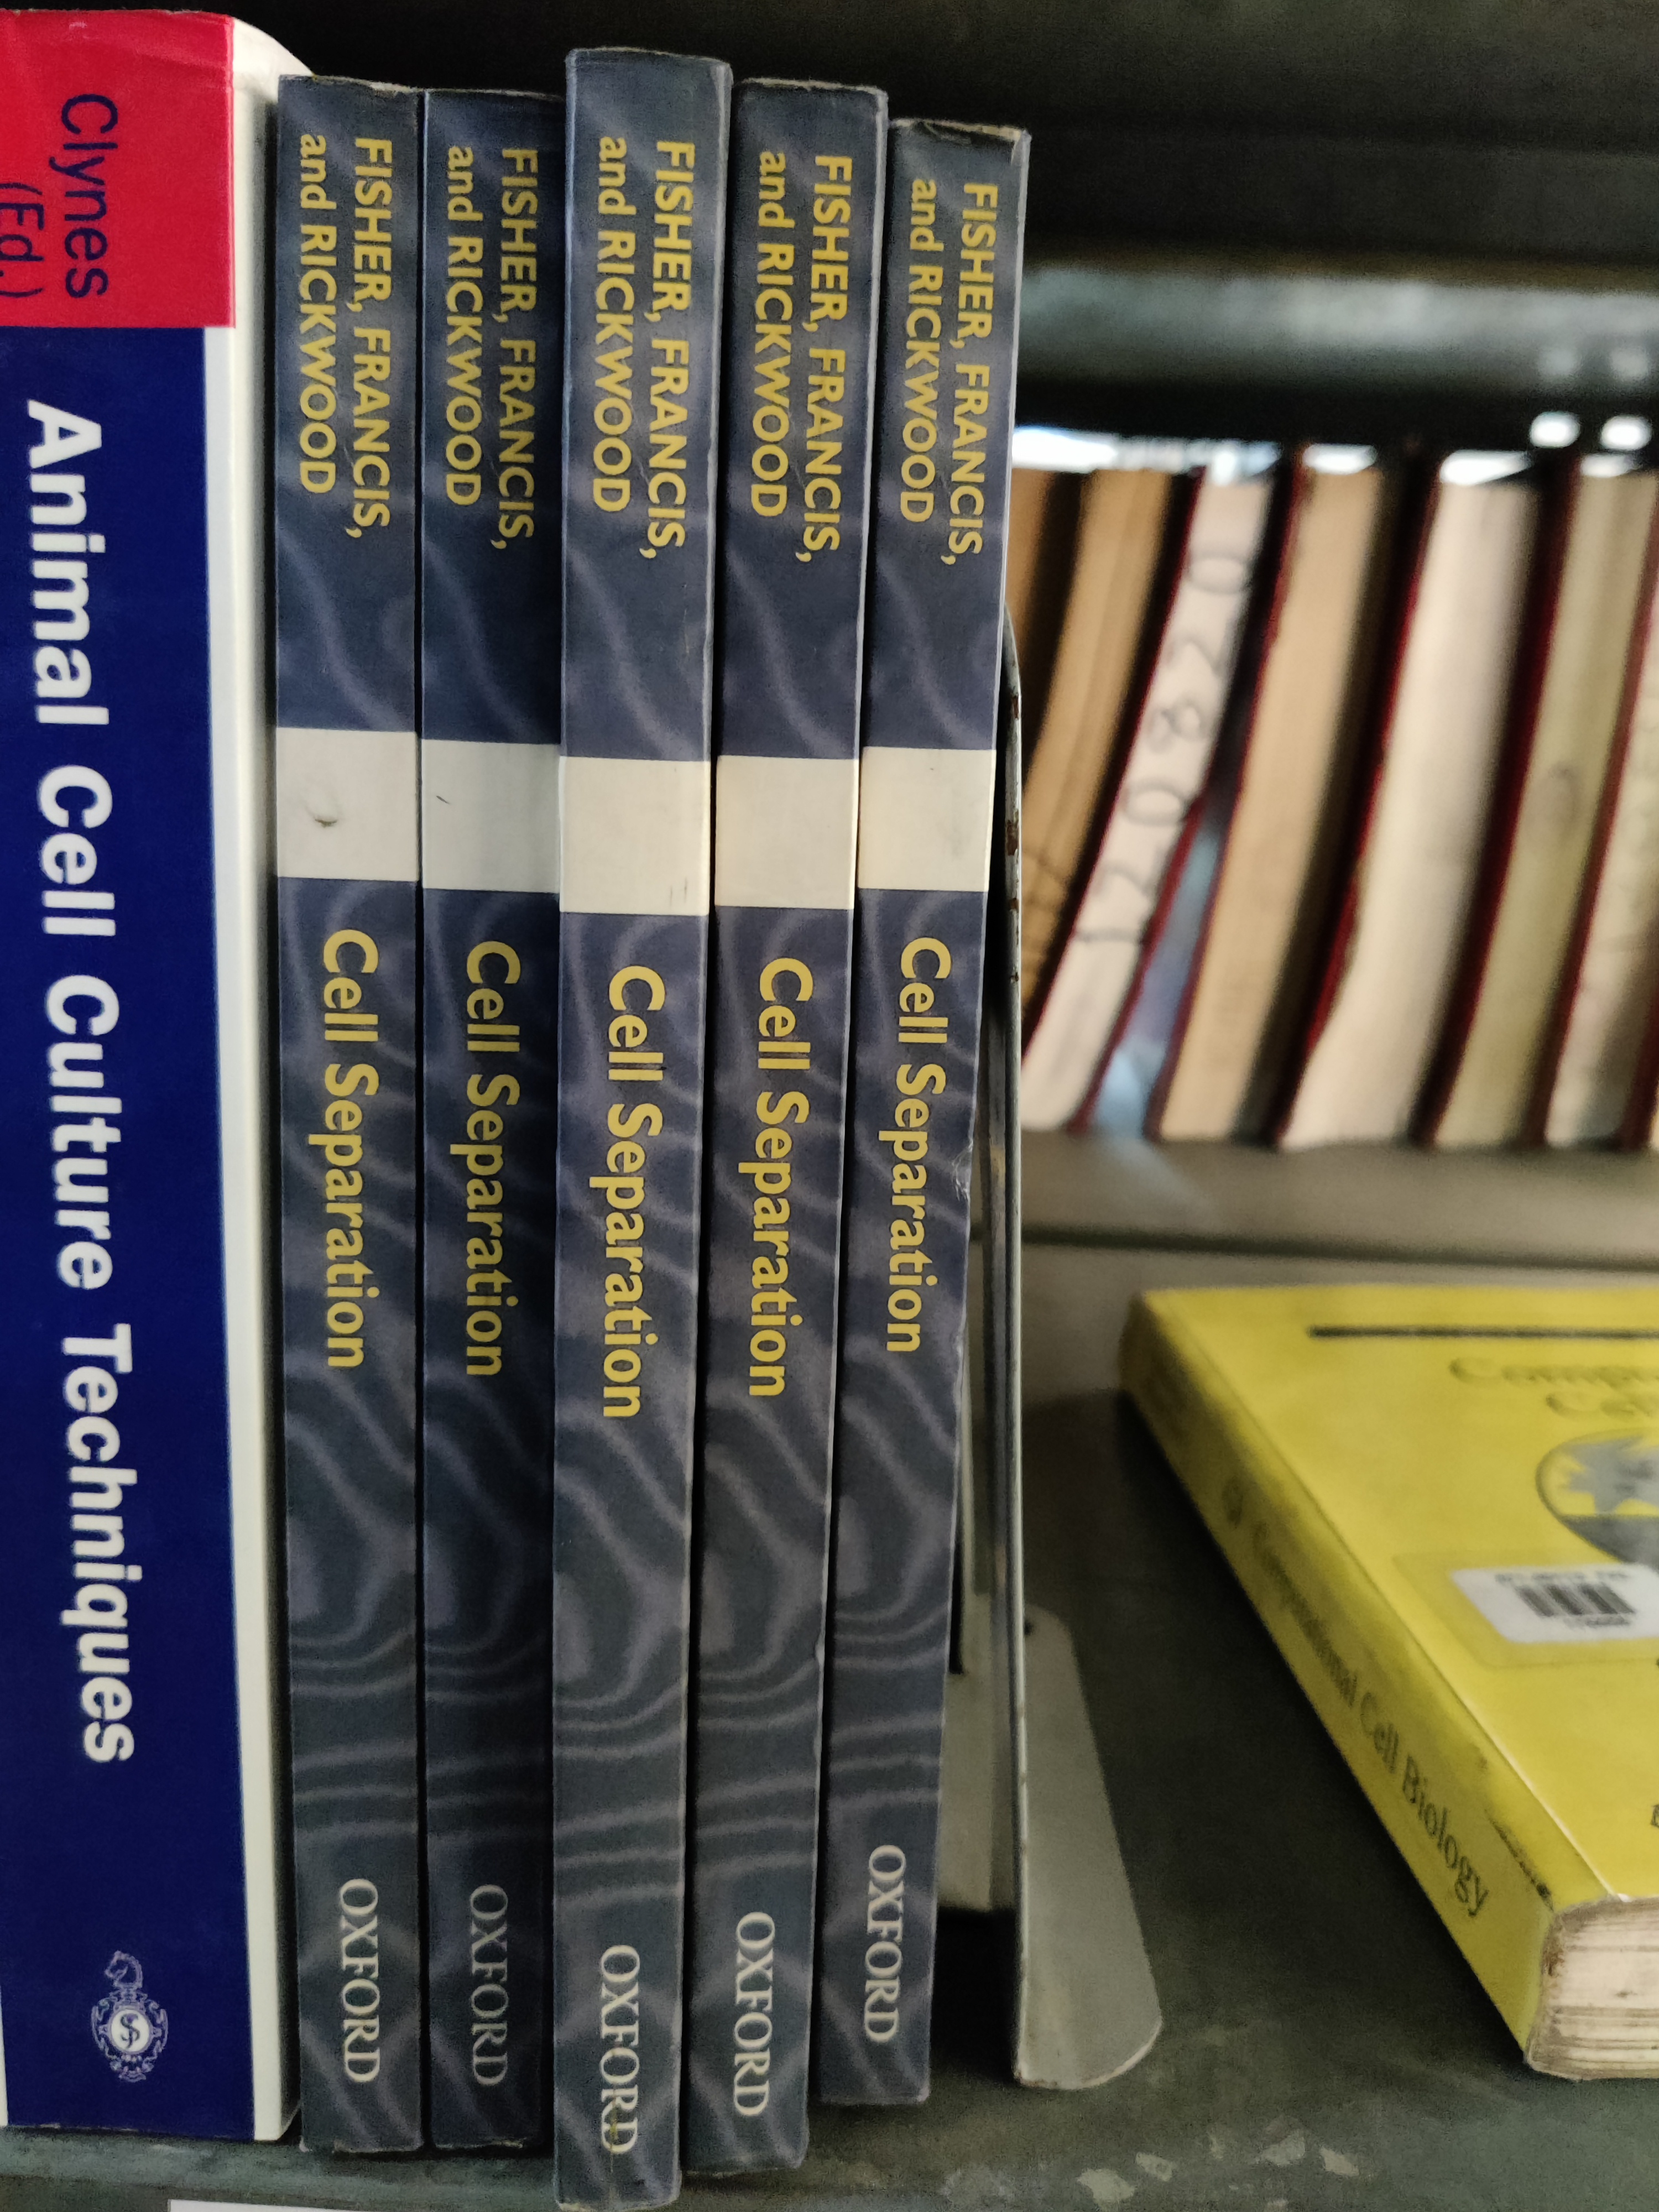 Clynes
(Ed.)
Animal Cell Culture Techniques
FISHER, FRANCIS,
and RICKWOOD
Cell Separation
OXFORD
FISHER, FRANCIS,
and RICKWOOD
Cell Separation
OXFORD
FISHER, FRANCIS,
and RICKWOOD
Cell Separation
OXFORD
FISHER, FRANCIS,
and RICKWOOD
Cell Separation
OXFORD
FISHER, FRANCIS,
and RICKWOOD
Cell Separation
OXFORD
120820
Computational Cell Biology